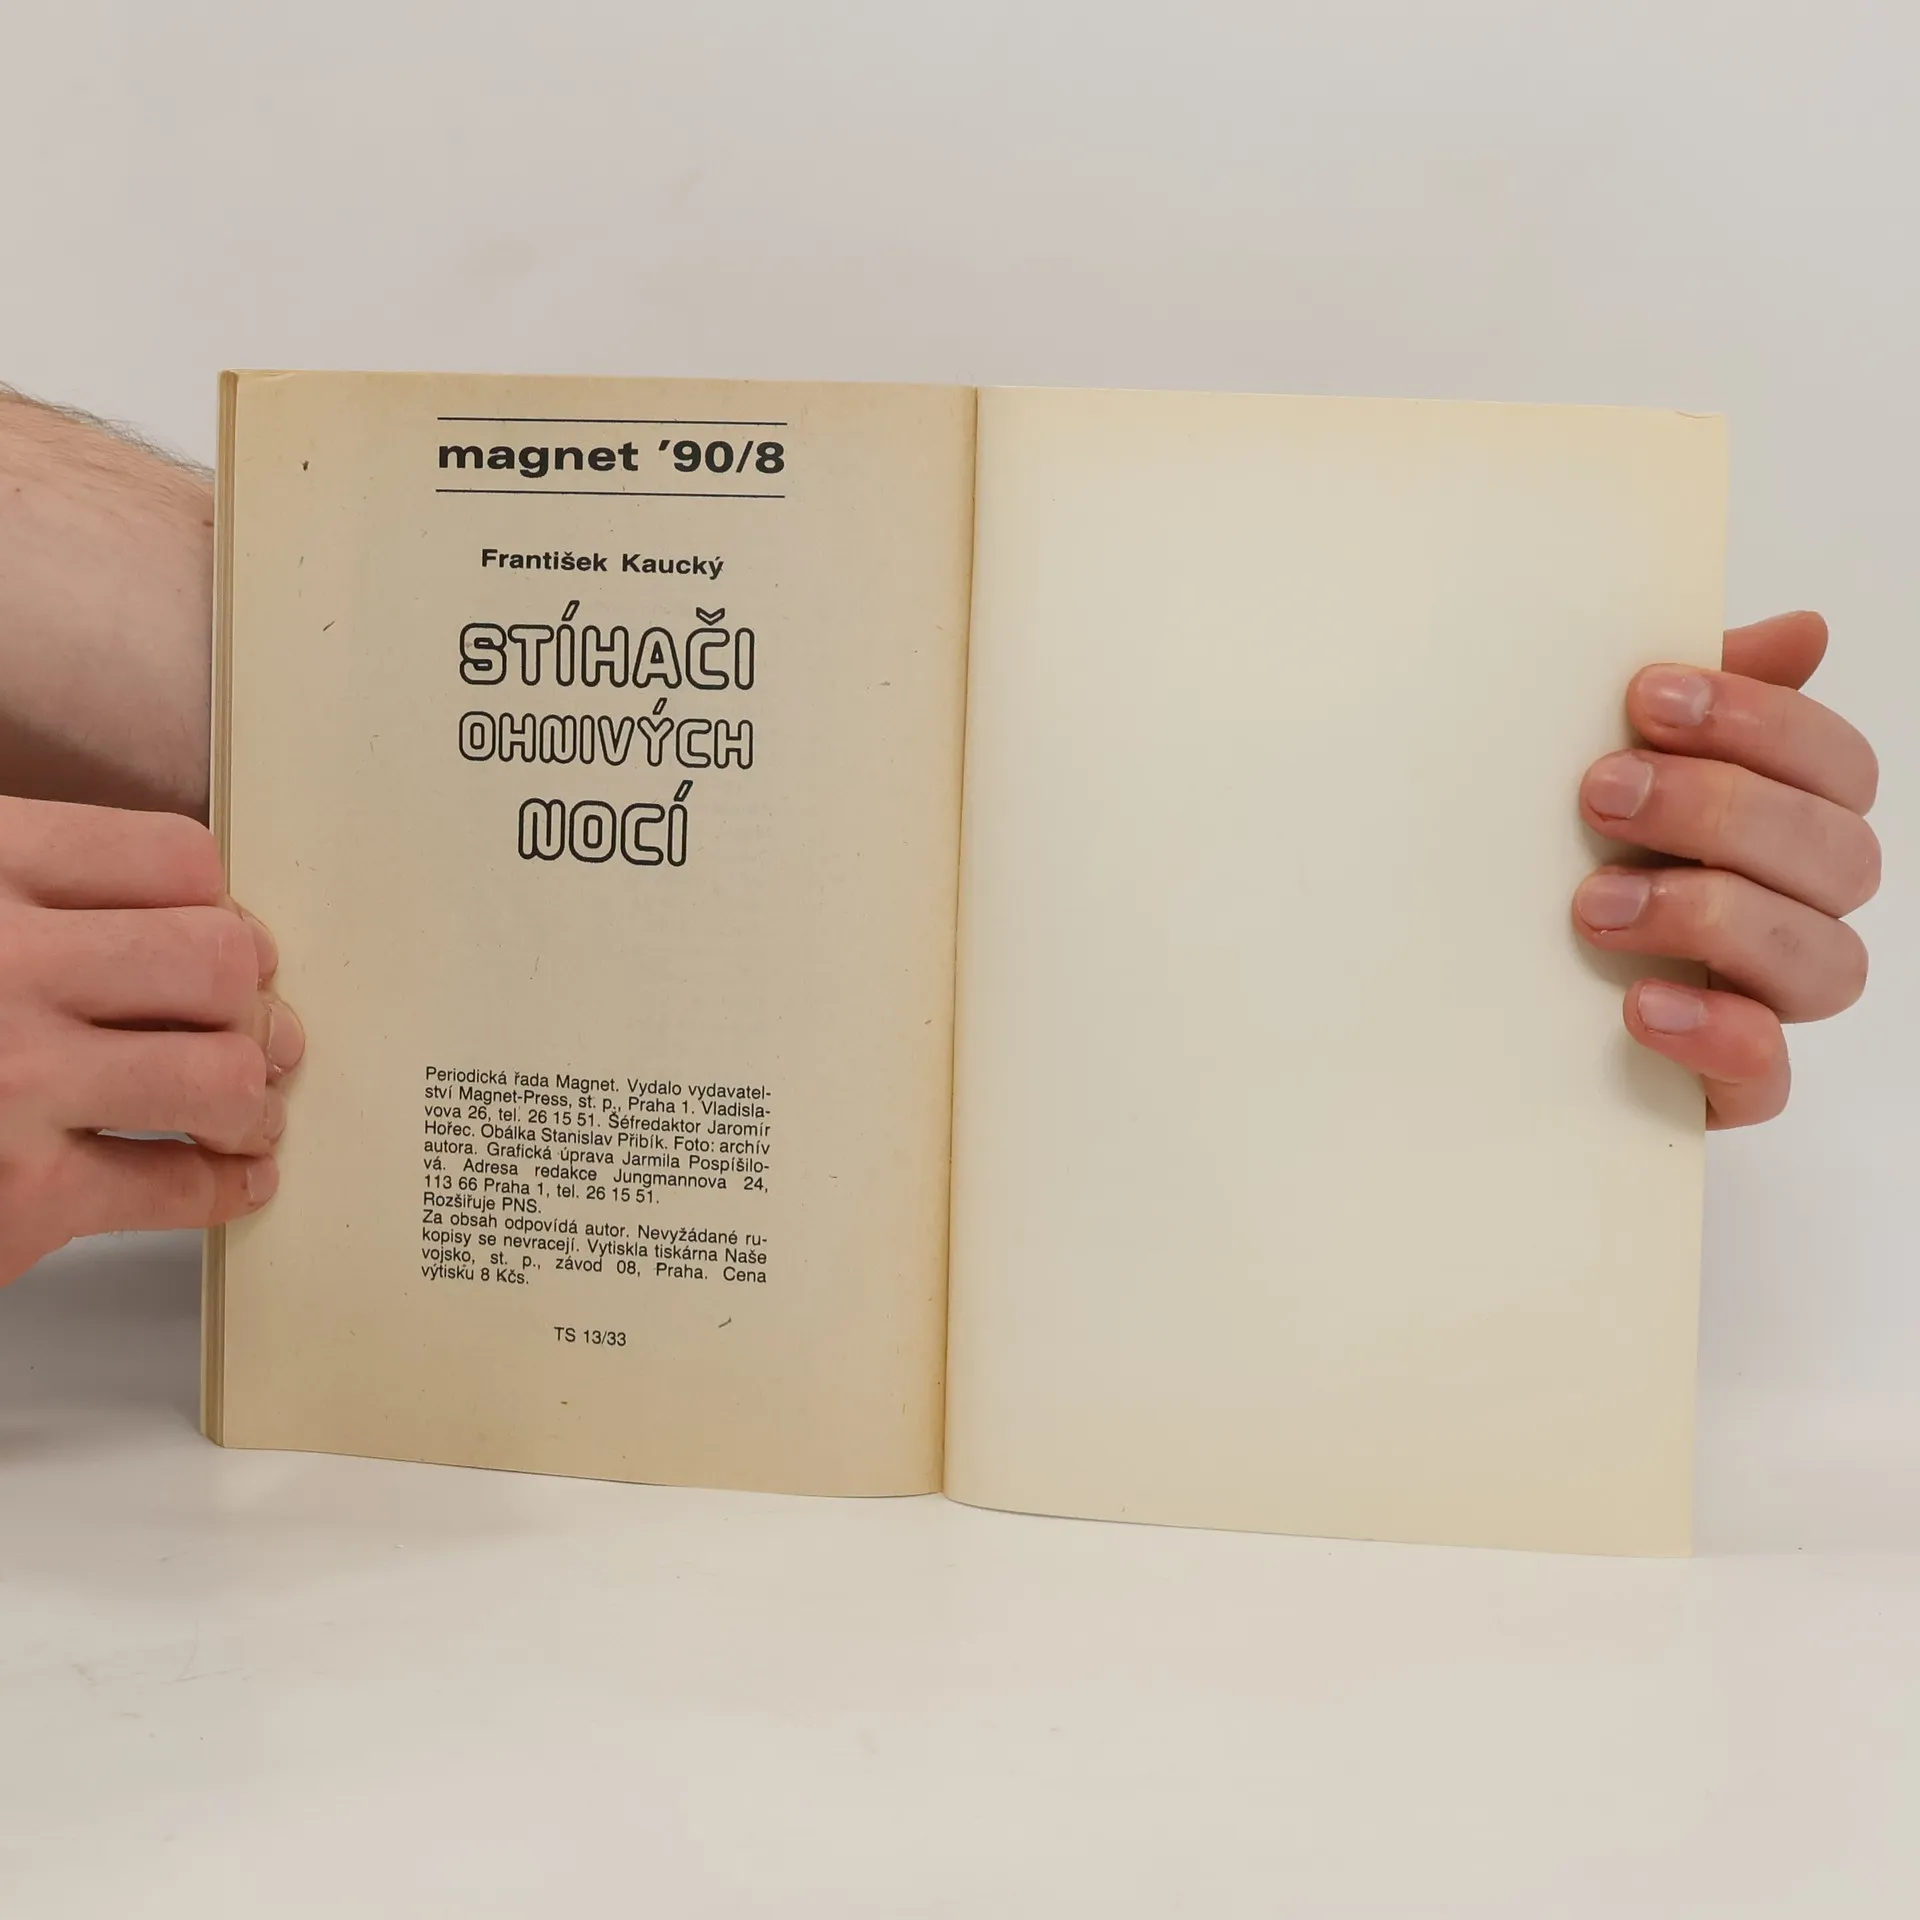 magnet ’90/8
František Kaucký
STÍHAČI
OHNIVÝCH
NOCÍ
Periodická řada Magnet. Vydalo vydavatel-
ství Magnet-Press, st. p., Praha 1. Vladisla-
vova 26, tel. 26 15 51. Šéfredaktor Jaromír
Hořec. Obálka Stanislav Přibík. Foto: archív
autora. Grafická úprava Jarmila Pospíšilo-
vá. Adresa redakce Jungmannova 24,
113 66 Praha 1, tel. 26 15 51.
Rozšiřuje PNS.
Za obsah odpovídá autor. Nevyžádané ru-
kopisy se nevracejí. Vytiskla tiskárna Naše
vojsko, st. p., závod 08, Praha. Cena
výtisku 8 Kčs.
TS 13/33